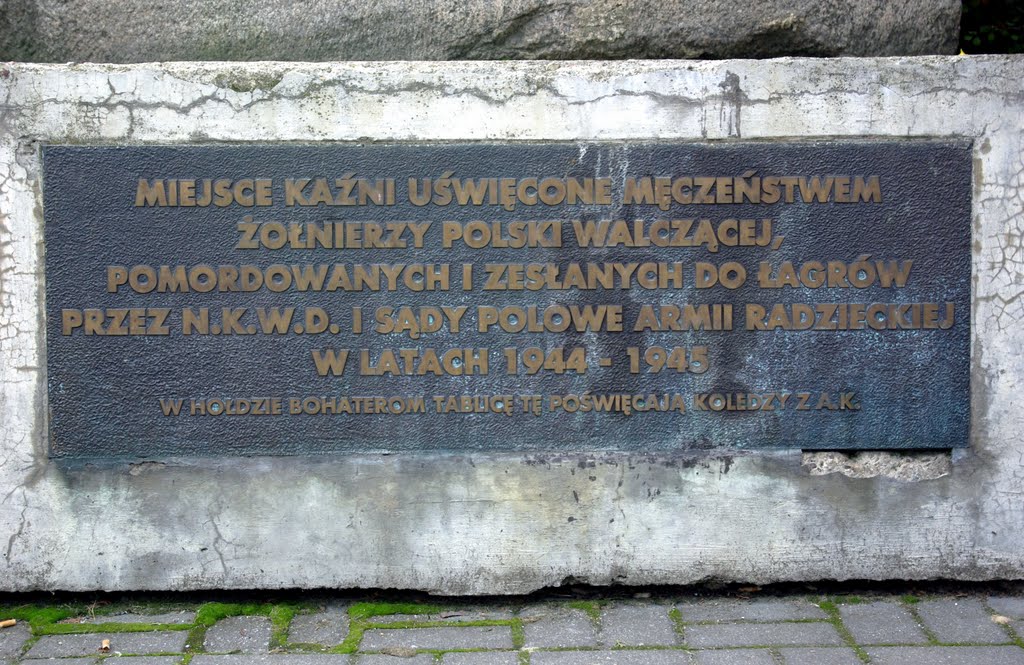 MIEJSCE KAŹNI UŚWIĘCONE MĘCZEŃSTWEM
ŻOŁNIERZY POLSKI WALCZĄCEJ,
POMORDOWANYCH I ZESŁANYCH DO ŁAGRÓW
PRZEZ N.K.W.D. I SĄDY POLOWE ARMII RADZIECKIEJ
W LATACH 1944 - 1945
W HOŁDZIE BOHATEROM TABLICĘ TĘ POŚWIĘCAJĄ KOLEDZY Z A.K.